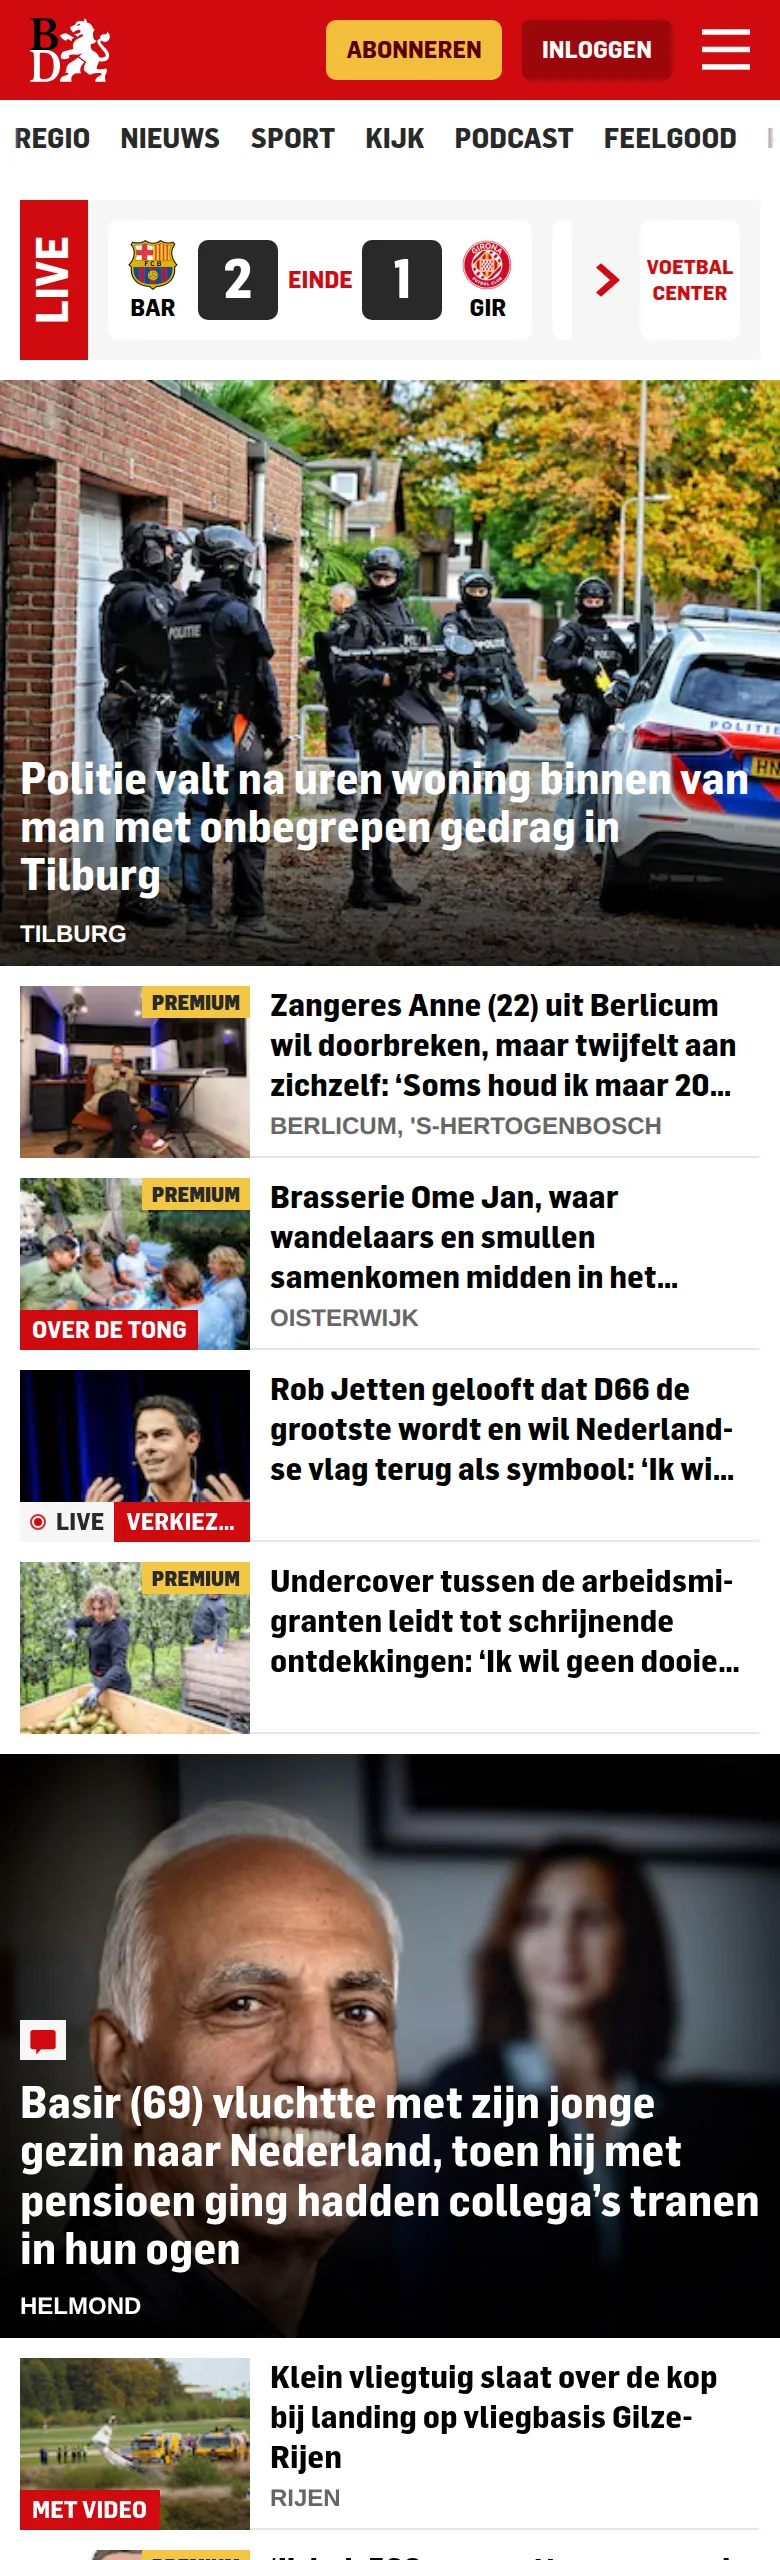 B
D
ABONNEREN
INLOGGEN
REGIO NIEUWS SPORT KIJK PODCAST FEELGOOD
LIVE
BAR
2
EINDE
1
GIR
VOETBAL
CENTER
POLITIE
POLITIE
Politie valt na uren woning binnen van
man met onbegrepen gedrag in
Tilburg
TILBURG
PREMIUM
Zangeres Anne (22) uit Berlicum
wil doorbreken, maar twijfelt aan
zichzelf: ‘Soms houd ik maar 20...
BERLICUM, 'S-HERTOGENBOSCH
PREMIUM
OVER DE TONG
Brasserie Ome Jan, waar
wandelaars en smullen
samenkomen midden in het...
OISTERWIJK
LIVE
VERKIEZ...
Rob Jetten gelooft dat D66 de
grootste wordt en wil Nederland-
se vlag terug als symbool: ‘Ik wi...
PREMIUM
Undercover tussen de arbeidsmi-
granten leidt tot schrijnende
ontdekkingen: ‘Ik wil geen dooie...
Basir (69) vluchtte met zijn jonge
gezin naar Nederland, toen hij met
pensioen ging hadden collega’s tranen
in hun ogen
HELMOND
MET VIDEO
Klein vliegtuig slaat over de kop
bij landing op vliegbasis Gilze-
Rijen
RIJEN